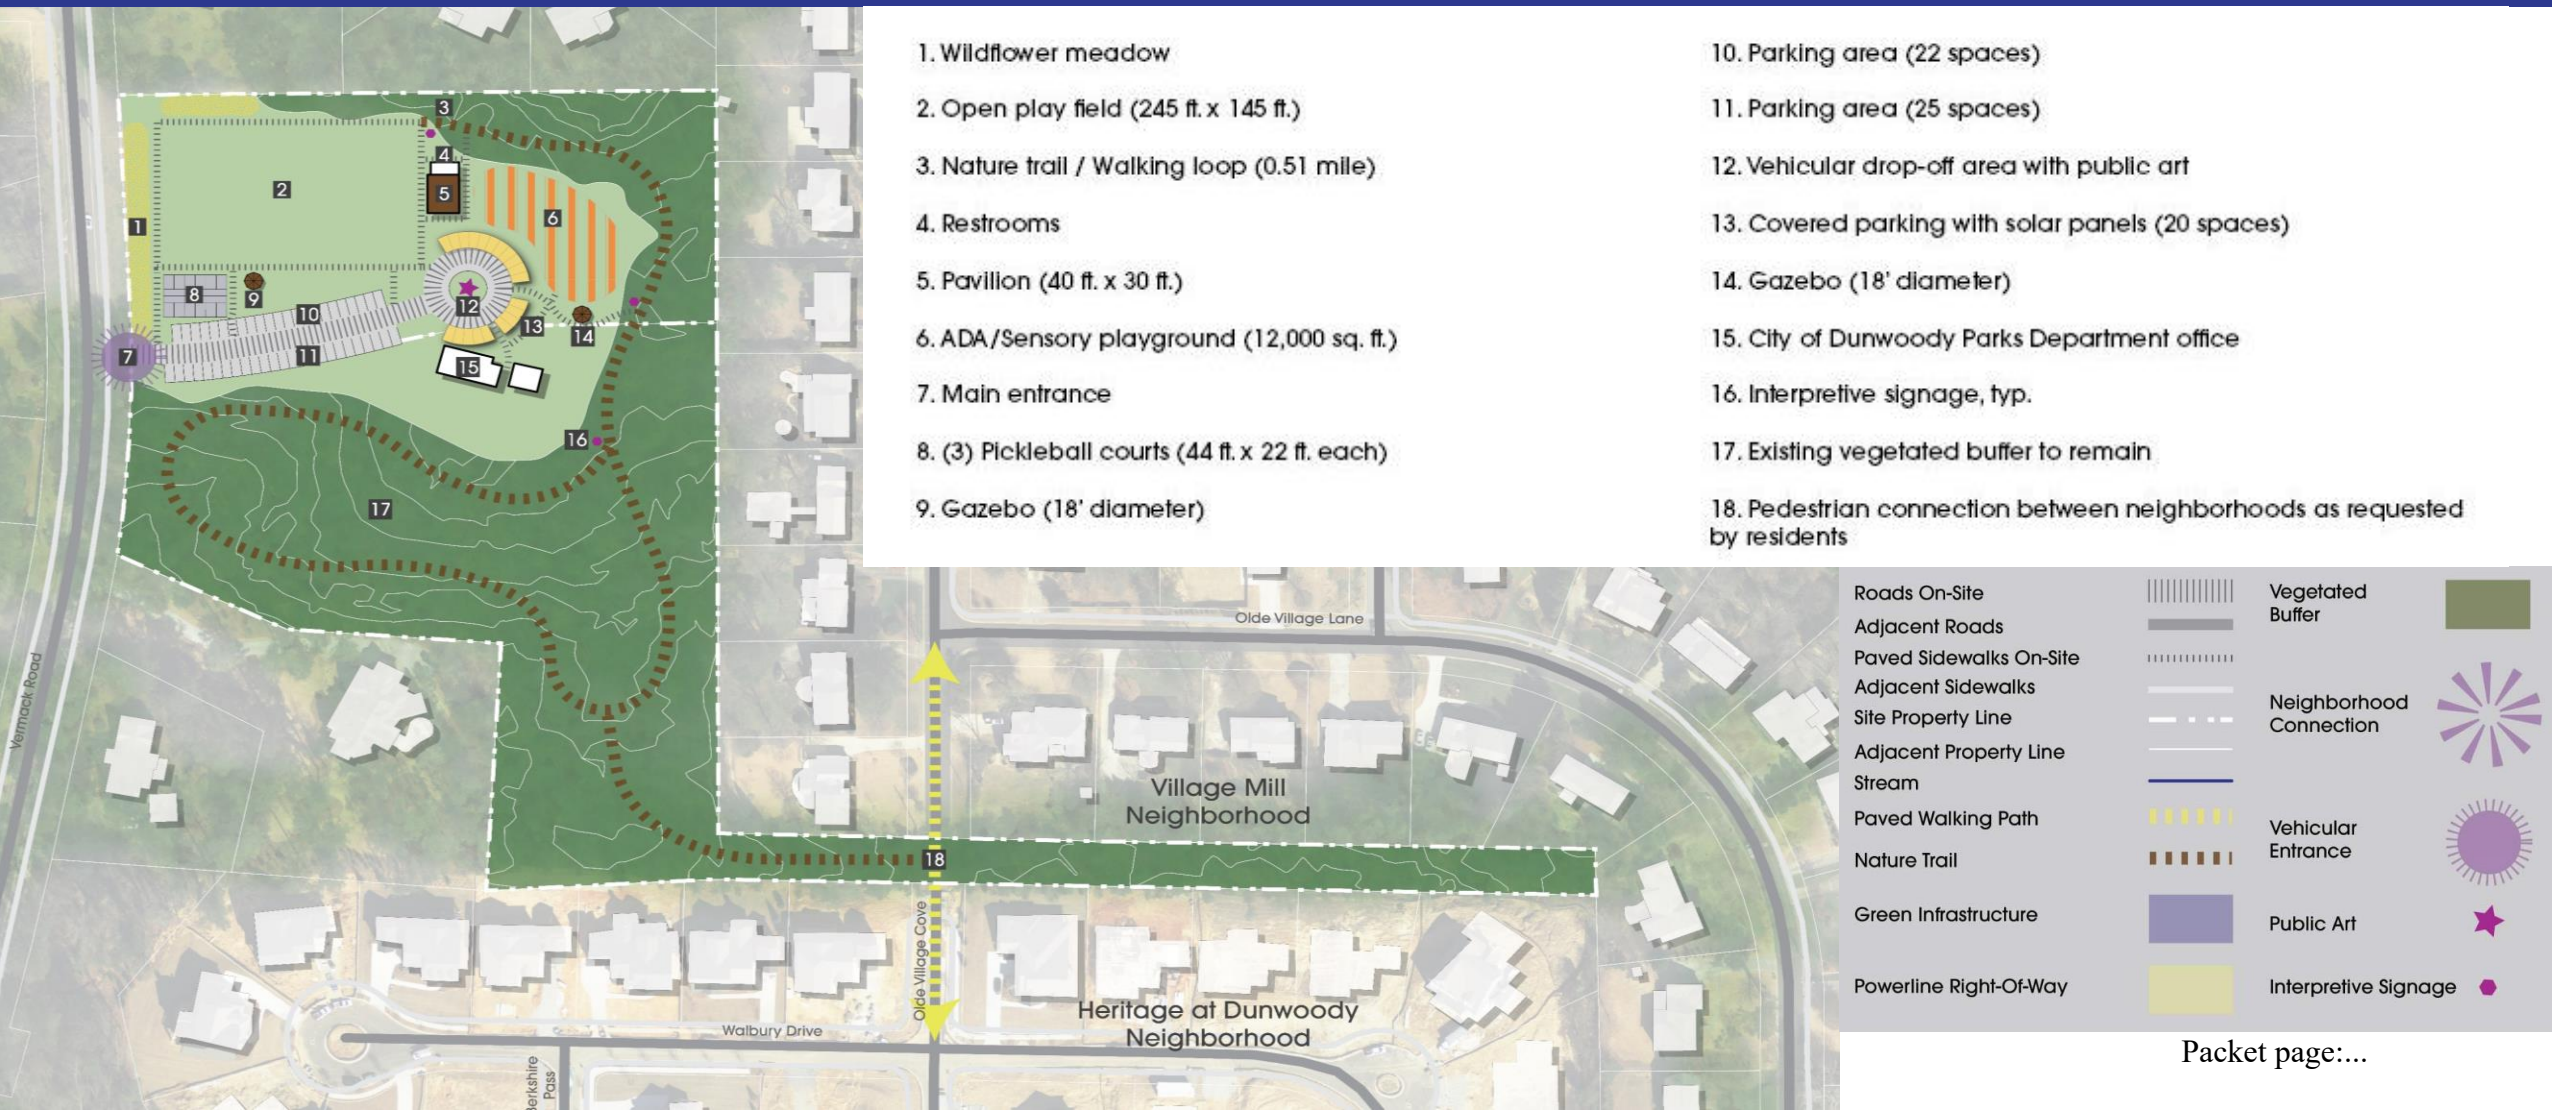 1. Wildflower meadow
2. Open play field (245 ft. x 145 ft.)
3. Nature trail / Walking loop (0.51 mile)
4. Restrooms
5. Pavilion (40 ft. x 30 ft.)
6. ADA/Sensory playground (12,000 sq. ft.)
7. Main entrance
8. (3) Pickleball courts (44 ft. x 22 ft. each)
9. Gazebo (18' diameter)
10. Parking area (22 spaces)
11. Parking area (25 spaces)
12. Vehicular drop-off area with public art
13. Covered parking with solar panels (20 spaces)
14. Gazebo (18' diameter)
15. City of Dunwoody Parks Department office
16. Interpretive signage, typ.
17. Existing vegetated buffer to remain
18. Pedestrian connection between neighborhoods as requested
by residents
3
4
5
2
6
1
8
9
10
12
13
14
7
11
15
16
17
18
Vermack Road
Olde Village Lane
Village Mill
Neighborhood
Olde Village Cove
Heritage at Dunwoody
Neighborhood
Walbury Drive
Berkshire
Pass
Roads On-Site
Adjacent Roads
Paved Sidewalks On-Site
Adjacent Sidewalks
Site Property Line
Adjacent Property Line
Stream
Paved Walking Path
Nature Trail
Green Infrastructure
Powerline Right-Of-Way
Vegetated
Buffer
Neighborhood
Connection
Vehicular
Entrance
Public Art
Interpretive Signage
Packet page:...